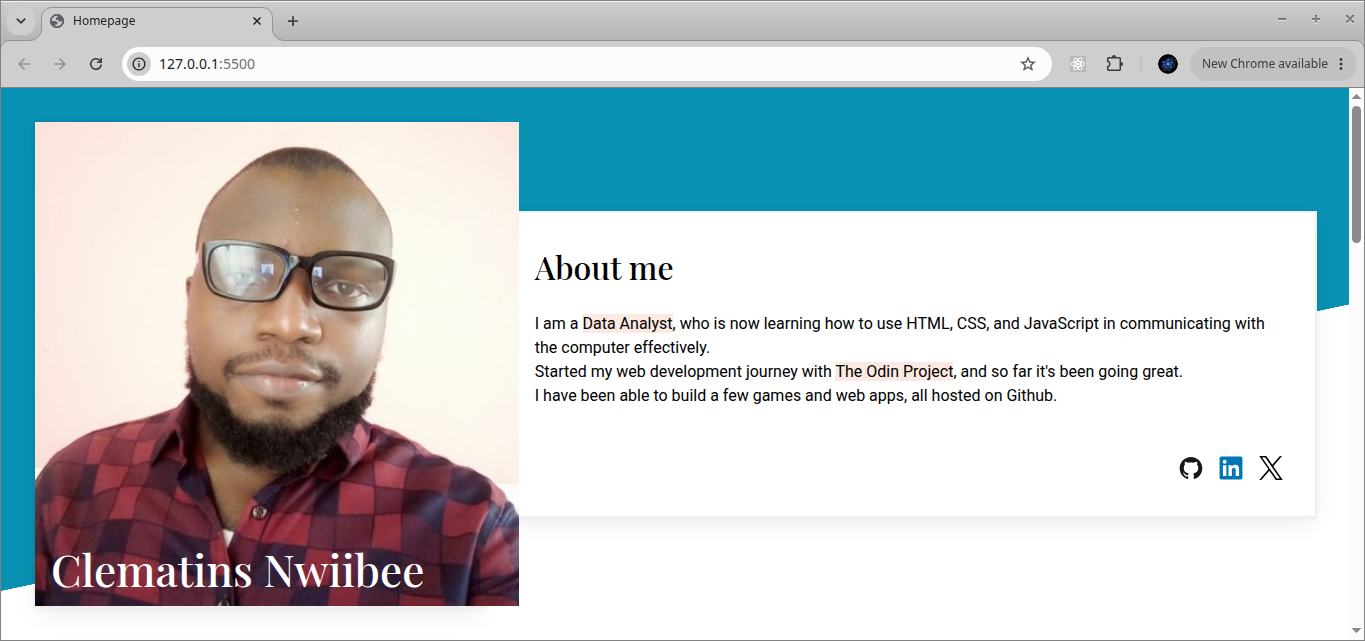 Homepage
127.0.0.1:5500
New Chrome available
About me
I am a Data Analyst, who is now learning how to use HTML, CSS, and JavaScript in communicating with
the computer effectively.
Started my web development journey with The Odin Project, and so far it's been going great.
I have been able to build a few games and web apps, all hosted on Github.
in
Clematins Nwiibee